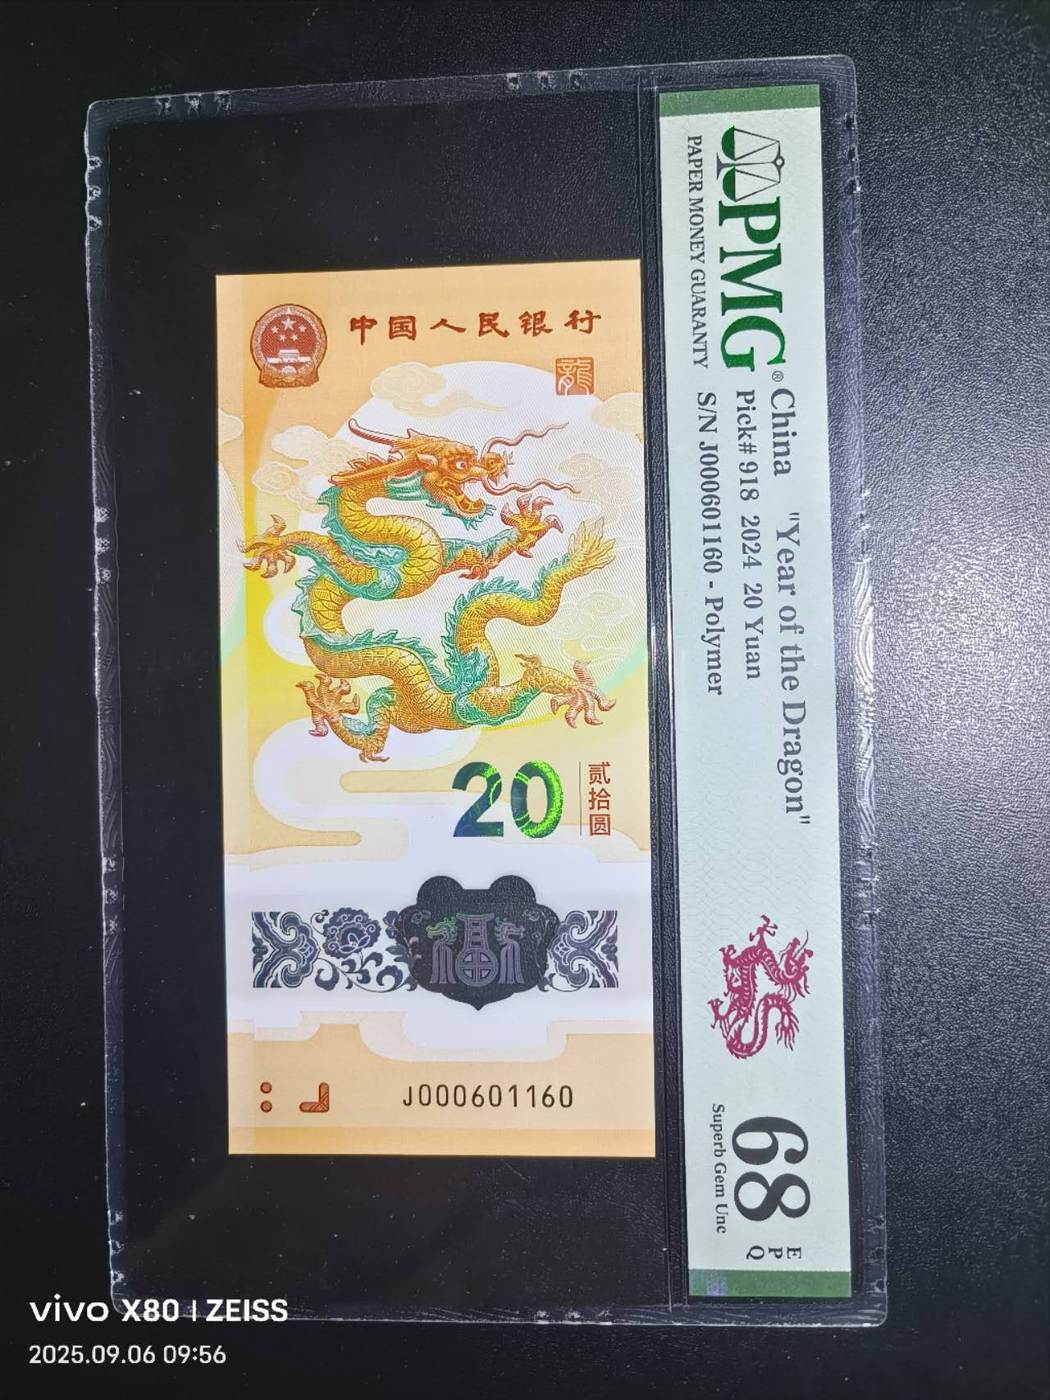 中国人民银行
龍
20
贰拾圆
福
J000601160
PMG®
PAPER MONEY GUARANTY
China "Year of the Dragon"
Pick# 918 2024 20 Yuan
S/N J000601160 - Polymer
68
EPQ
Superb Gem Unc
vivo X80 | ZEISS
2025.09.06 09:56